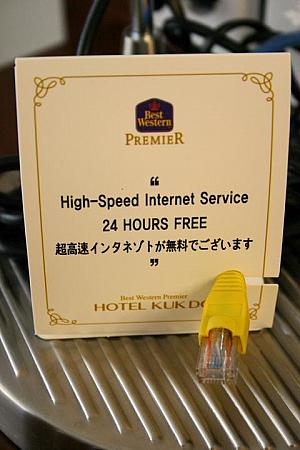 Best
Western
PREMIER
“
High-Speed Internet Service
24 HOURS FREE
超高速インタネゾトが無料でございます
”
Best Western Premier
HOTEL KUK DO